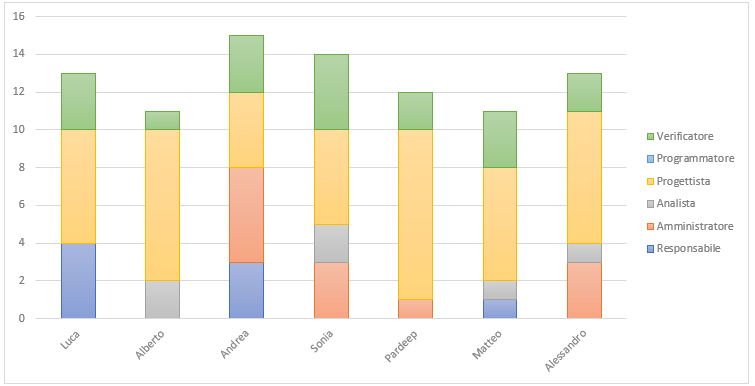 16
14
12
10
8
6
4
2
0
Luca
Alberto
Andrea
Sonia
Pardeep
Matteo
Alessandro
Verificatore
Programmatore
Progettista
Analista
Amministratore
Responsabile